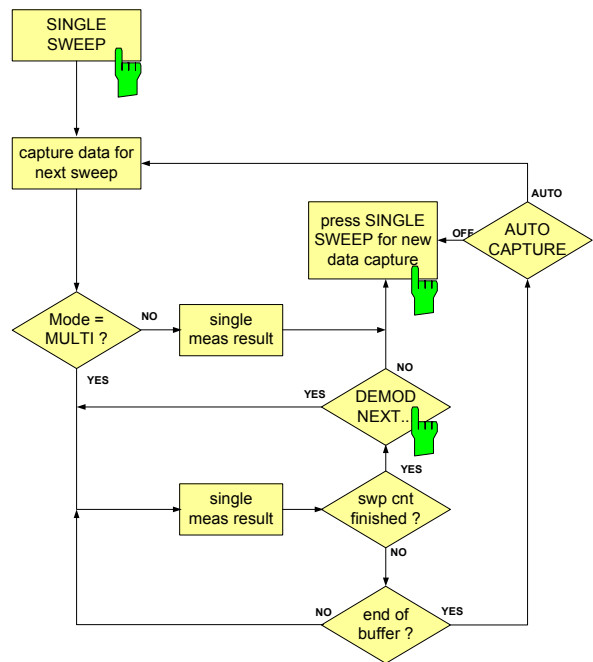 SINGLE
SWEEP
capture data for
next sweep
AUTO
press SINGLE
SWEEP for new
data capture
OFF
AUTO
CAPTURE
Mode =
MULTI ?
NO
single
meas result
YES
NO
YES
DEMOD
NEXT..
YES
single
meas result
swp cnt
finished ?
NO
NO
end of
buffer ?
YES